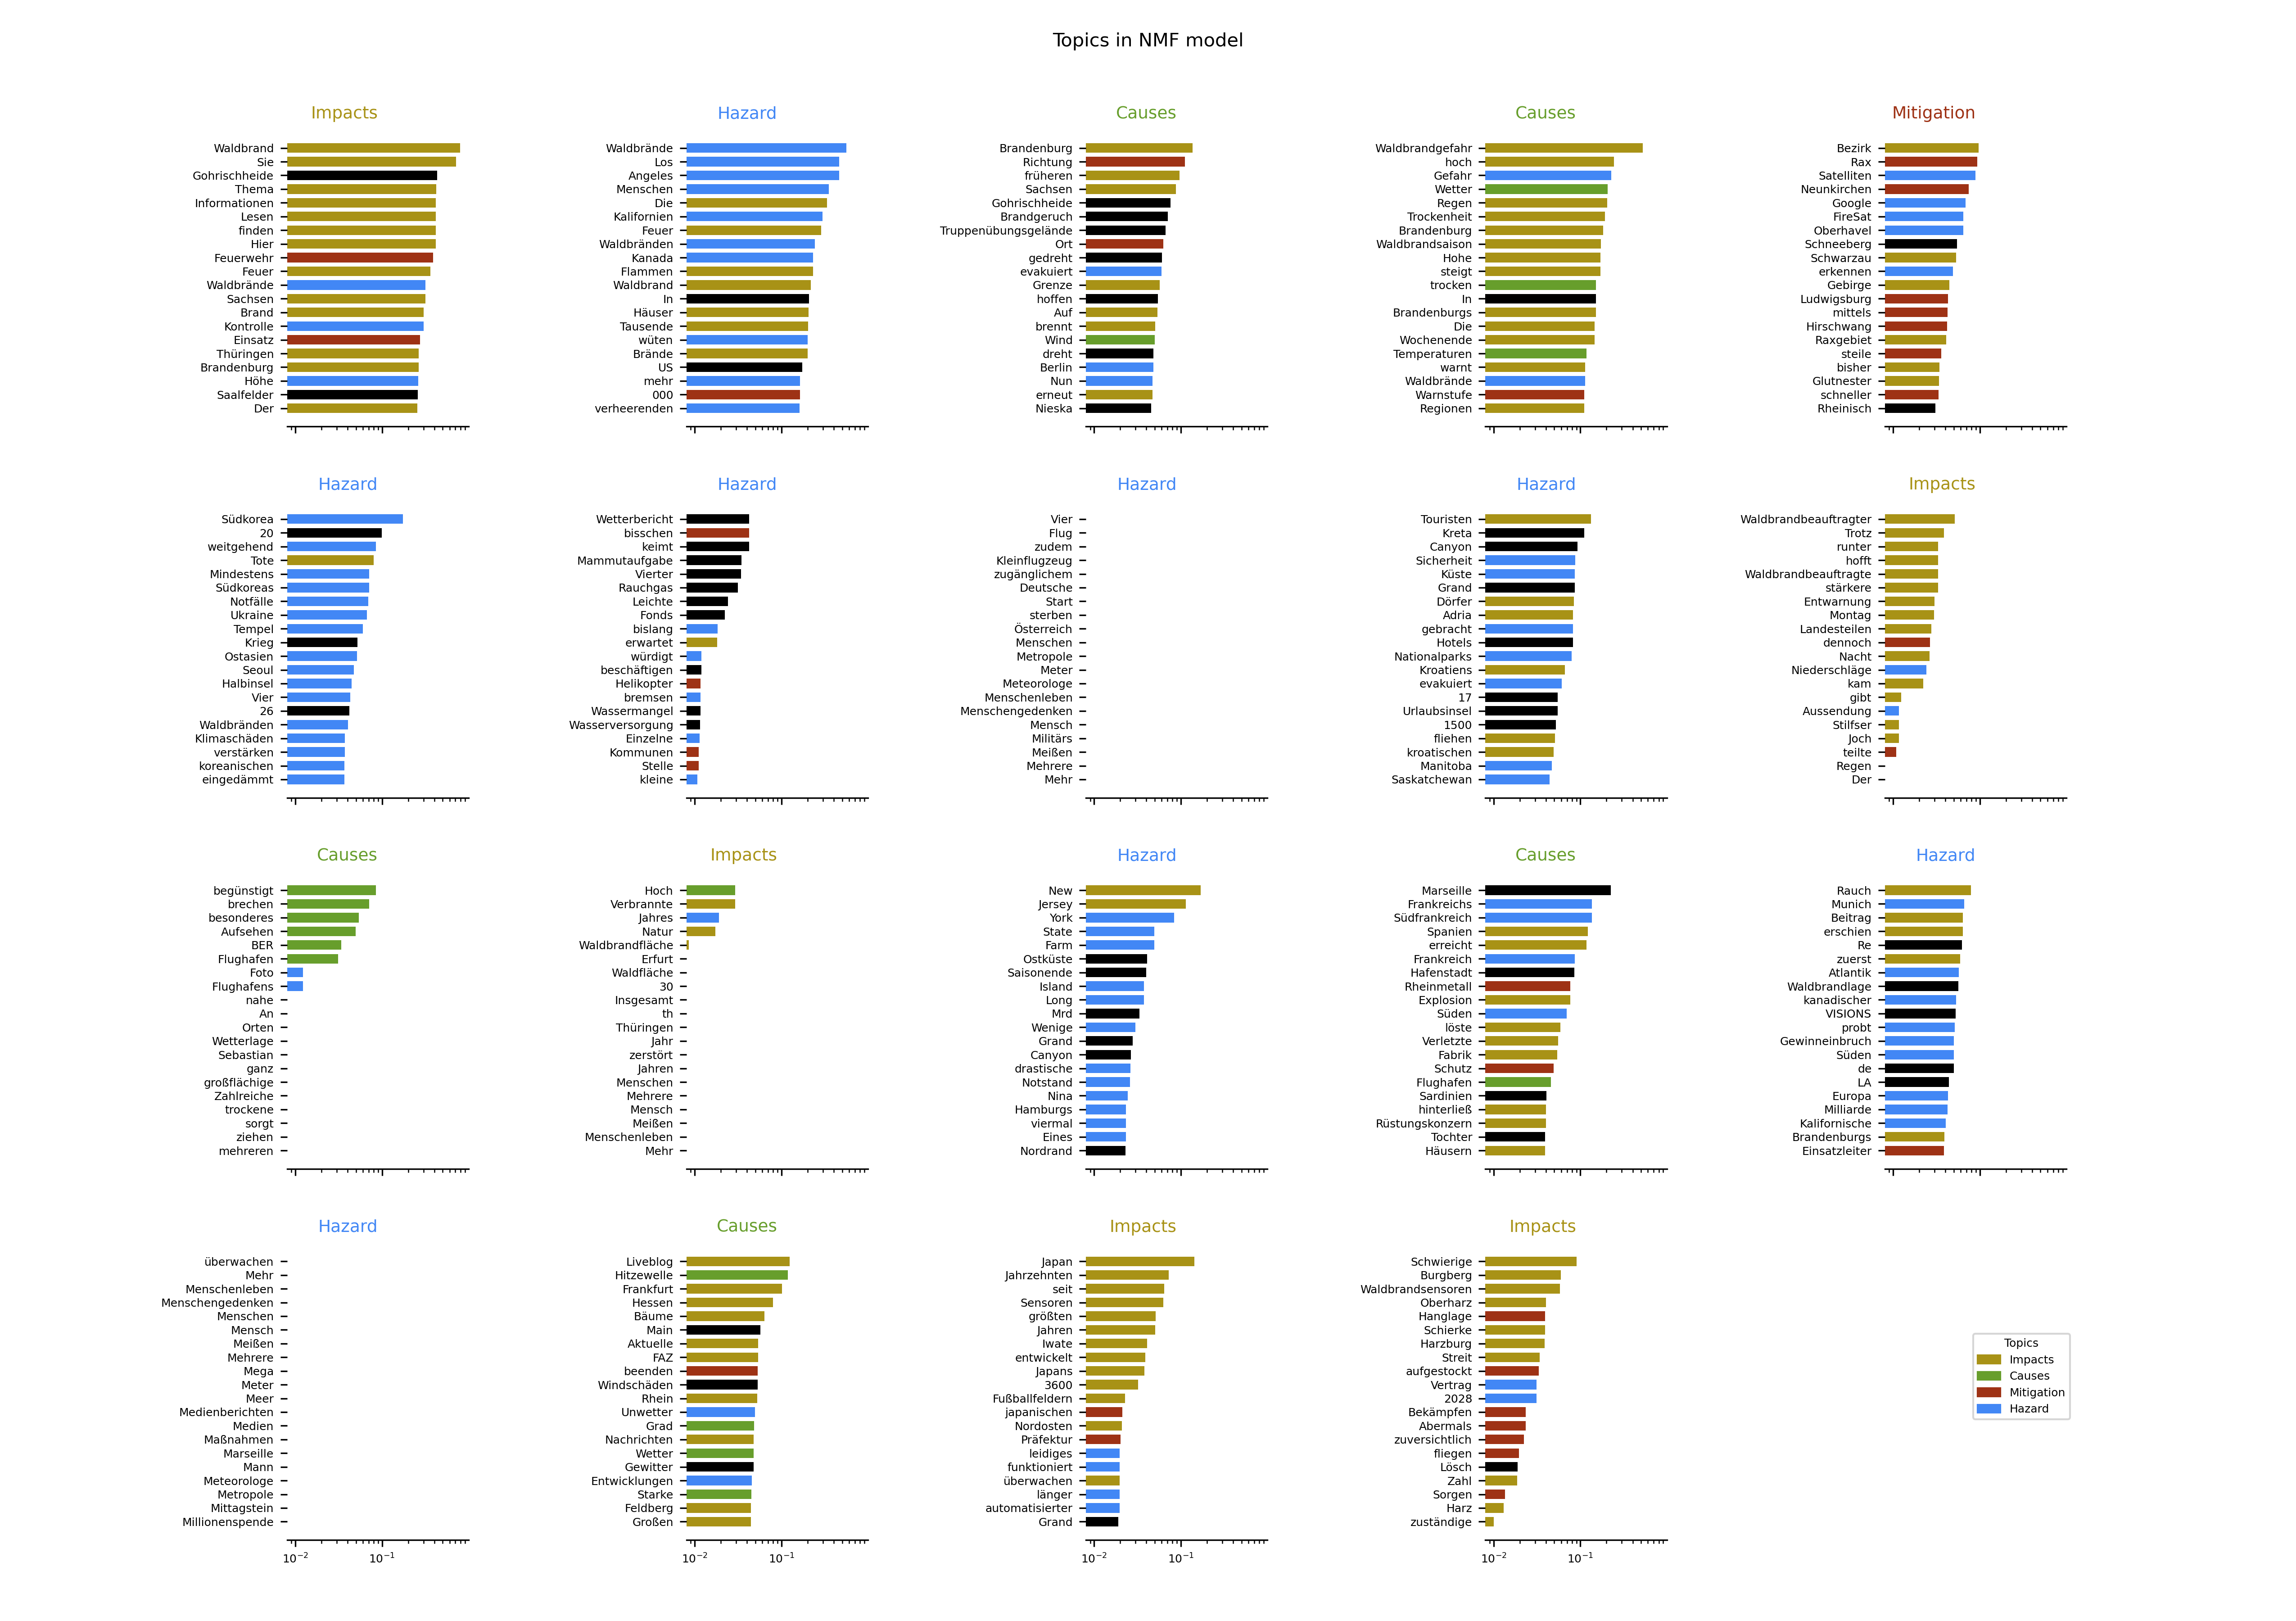 Topics in NMF model
Impacts
Waldbrand
Sie
Gohrischheide
Thema
Informationen
Lesen
finden
Hier
Feuerwehr
Feuer
Waldbrände
Sachsen
Brand
Kontrolle
Einsatz
Thüringen
Brandenburg
Höhe
Saalfelder
Der
Hazard
Waldbrände
Los
Angeles
Menschen
Die
Kalifornien
Feuer
Waldbränden
Kanada
Flammen
Waldbrand
In
Häuser
Tausende
wüten
Brände
US
mehr
000
verheerenden
Causes
Brandenburg
Richtung
früheren
Sachsen
Gohrischheide
Brandgeruch
Truppenübungsgelände
Ort
gedreht
evakuiert
Grenze
hoffen
Auf
brennt
Wind
dreht
Berlin
Nun
erneut
Nieska
Causes
Waldbrandgefahr
hoch
Gefahr
Wetter
Regen
Trockenheit
Brandenburg
Waldbrandsaison
Hohe
steigt
trocken
In
Brandenburgs
Die
Wochenende
Temperaturen
warnt
Waldbrände
Warnstufe
Regionen
Mitigation
Bezirk
Rax
Satelliten
Neunkirchen
Google
FireSat
Oberhavel
Schneeberg
Schwarzau
erkennen
Gebirge
Ludwigsburg
mittels
Hirschwang
Raxgebiet
steile
bisher
Glutnester
schneller
Rheinisch
Hazard
Südkorea
20
weitgehend
Tote
Mindestens
Südkoreas
Notfälle
Ukraine
Tempel
Krieg
Ostasien
Seoul
Halbinsel
Vier
26
Waldbränden
Klimaschäden
verstärken
koreanischen
eingedämmt
Hazard
Wetterbericht
bisschen
keimt
Mammutaufgabe
Vierter
Rauchgas
Leichte
Fonds
bislang
erwartet
würdigt
beschäftigen
Helikopter
bremsen
Wassermangel
Wasserversorgung
Einzelne
Kommunen
Stelle
kleine
Hazard
Vier
Flug
zudem
Kleinflugzeug
zugänglichem
Deutsche
Start
sterben
Österreich
Menschen
Metropole
Meter
Meteorologe
Menschenleben
Menschengedenken
Mensch
Militärs
Meißen
Mehrere
Mehr
Hazard
Touristen
Kreta
Canyon
Sicherheit
Küste
Grand
Dörfer
Adria
gebracht
Hotels
Nationalparks
Kroatiens
evakuiert
17
Urlaubsinsel
1500
fliehen
kroatischen
Manitoba
Saskatchewan
Impacts
Waldbrandbeauftragter
Trotz
runter
hofft
Waldbrandbeauftragte
stärkere
Entwarnung
Montag
Landesteilen
dennoch
Nacht
Niederschläge
kam
gibt
Aussendung
Stilfser
Joch
teilte
Regen
Der
Causes
begünstigt
brechen
besonderes
Aufsehen
BER
Flughafen
Foto
Flughafens
nahe
An
Orten
Wetterlage
Sebastian
ganz
großflächige
Zahlreiche
trockene
sorgt
ziehen
mehreren
Impacts
Hoch
Verbrannte
Jahres
Natur
Waldbrandfläche
Erfurt
Waldfläche
30
Insgesamt
th
Thüringen
Jahr
zerstört
Jahren
Menschen
Mehrere
Mensch
Meißen
Menschenleben
Mehr
Hazard
New
Jersey
York
State
Farm
Ostküste
Saisonende
Island
Long
Mrd
Wenige
Grand
Canyon
drastische
Notstand
Nina
Hamburgs
viermal
Eines
Nordrand
Causes
Marseille
Frankreichs
Südfrankreich
Spanien
erreicht
Frankreich
Hafenstadt
Rheinmetall
Explosion
Süden
löste
Verletzte
Fabrik
Schutz
Flughafen
Sardinien
hinterließ
Rüstungskonzern
Tochter
Häusern
Hazard
Rauch
Munich
Beitrag
erschien
Re
zuerst
Atlantik
Waldbrandlage
kanadischer
VISIONS
probt
Gewinneinbruch
Süden
de
LA
Europa
Milliarde
Kalifornische
Brandenburgs
Einsatzleiter
Hazard
überwachen
Mehr
Menschenleben
Menschengedenken
Menschen
Mensch
Meißen
Mehrere
Mega
Meter
Meer
Medienberichten
Medien
Maßnahmen
Marseille
Mann
Meteorologe
Metropole
Mittagstein
Millionenspende
10⁻² 10⁻¹
Causes
Liveblog
Hitzewelle
Frankfurt
Hessen
Bäume
Main
Aktuelle
FAZ
beenden
Windschäden
Rhein
Unwetter
Grad
Nachrichten
Wetter
Gewitter
Entwicklungen
Starke
Feldberg
Großen
10⁻² 10⁻¹
Impacts
Japan
Jahrzehnten
seit
Sensoren
größten
Jahren
Iwate
entwickelt
Japans
3600
Fußballfeldern
japanischen
Nordosten
Präfektur
leidiges
funktioniert
überwachen
länger
automatisierter
Grand
10⁻² 10⁻¹
Impacts
Schwierige
Burgberg
Waldbrandsensoren
Oberharz
Hanglage
Schierke
Harzburg
Streit
aufgestockt
Vertrag
2028
Bekämpfen
Abermals
zuversichtlich
fliegen
Lösch
Zahl
Sorgen
Harz
zuständige
10⁻² 10⁻¹
Topics
Impacts
Causes
Mitigation
Hazard